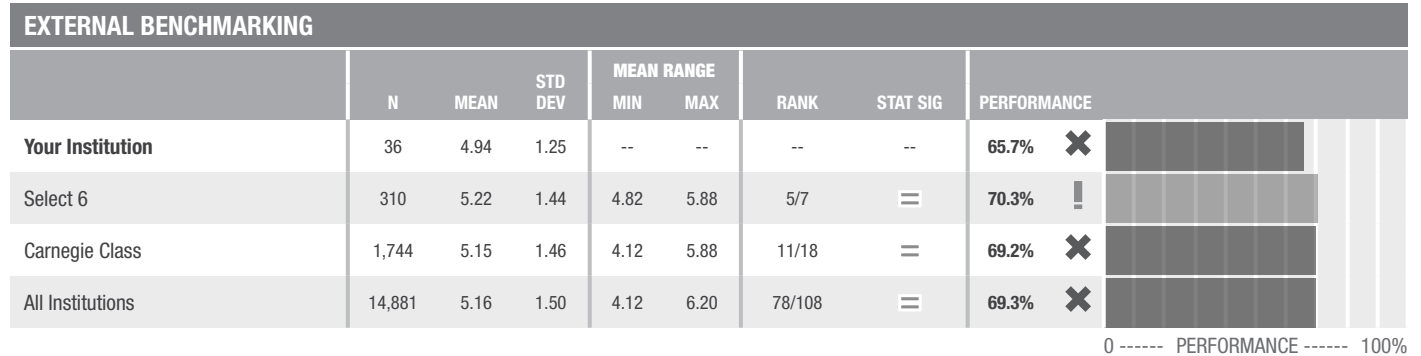 EXTERNAL BENCHMARKING
N MEAN STD DEV MEAN RANGE MIN MAX RANK STAT SIG PERFORMANCE
Your Institution 36 4.94 1.25 -- -- -- -- 65.7%
Select 6 310 5.22 1.44 4.82 5.88 5/7 = 70.3% !
Carnegie Class 1,744 5.15 1.46 4.12 5.88 11/18 = 69.2%
All Institutions 14,881 5.16 1.50 4.12 6.20 78/108 = 69.3%
0 ------ PERFORMANCE ------ 100%